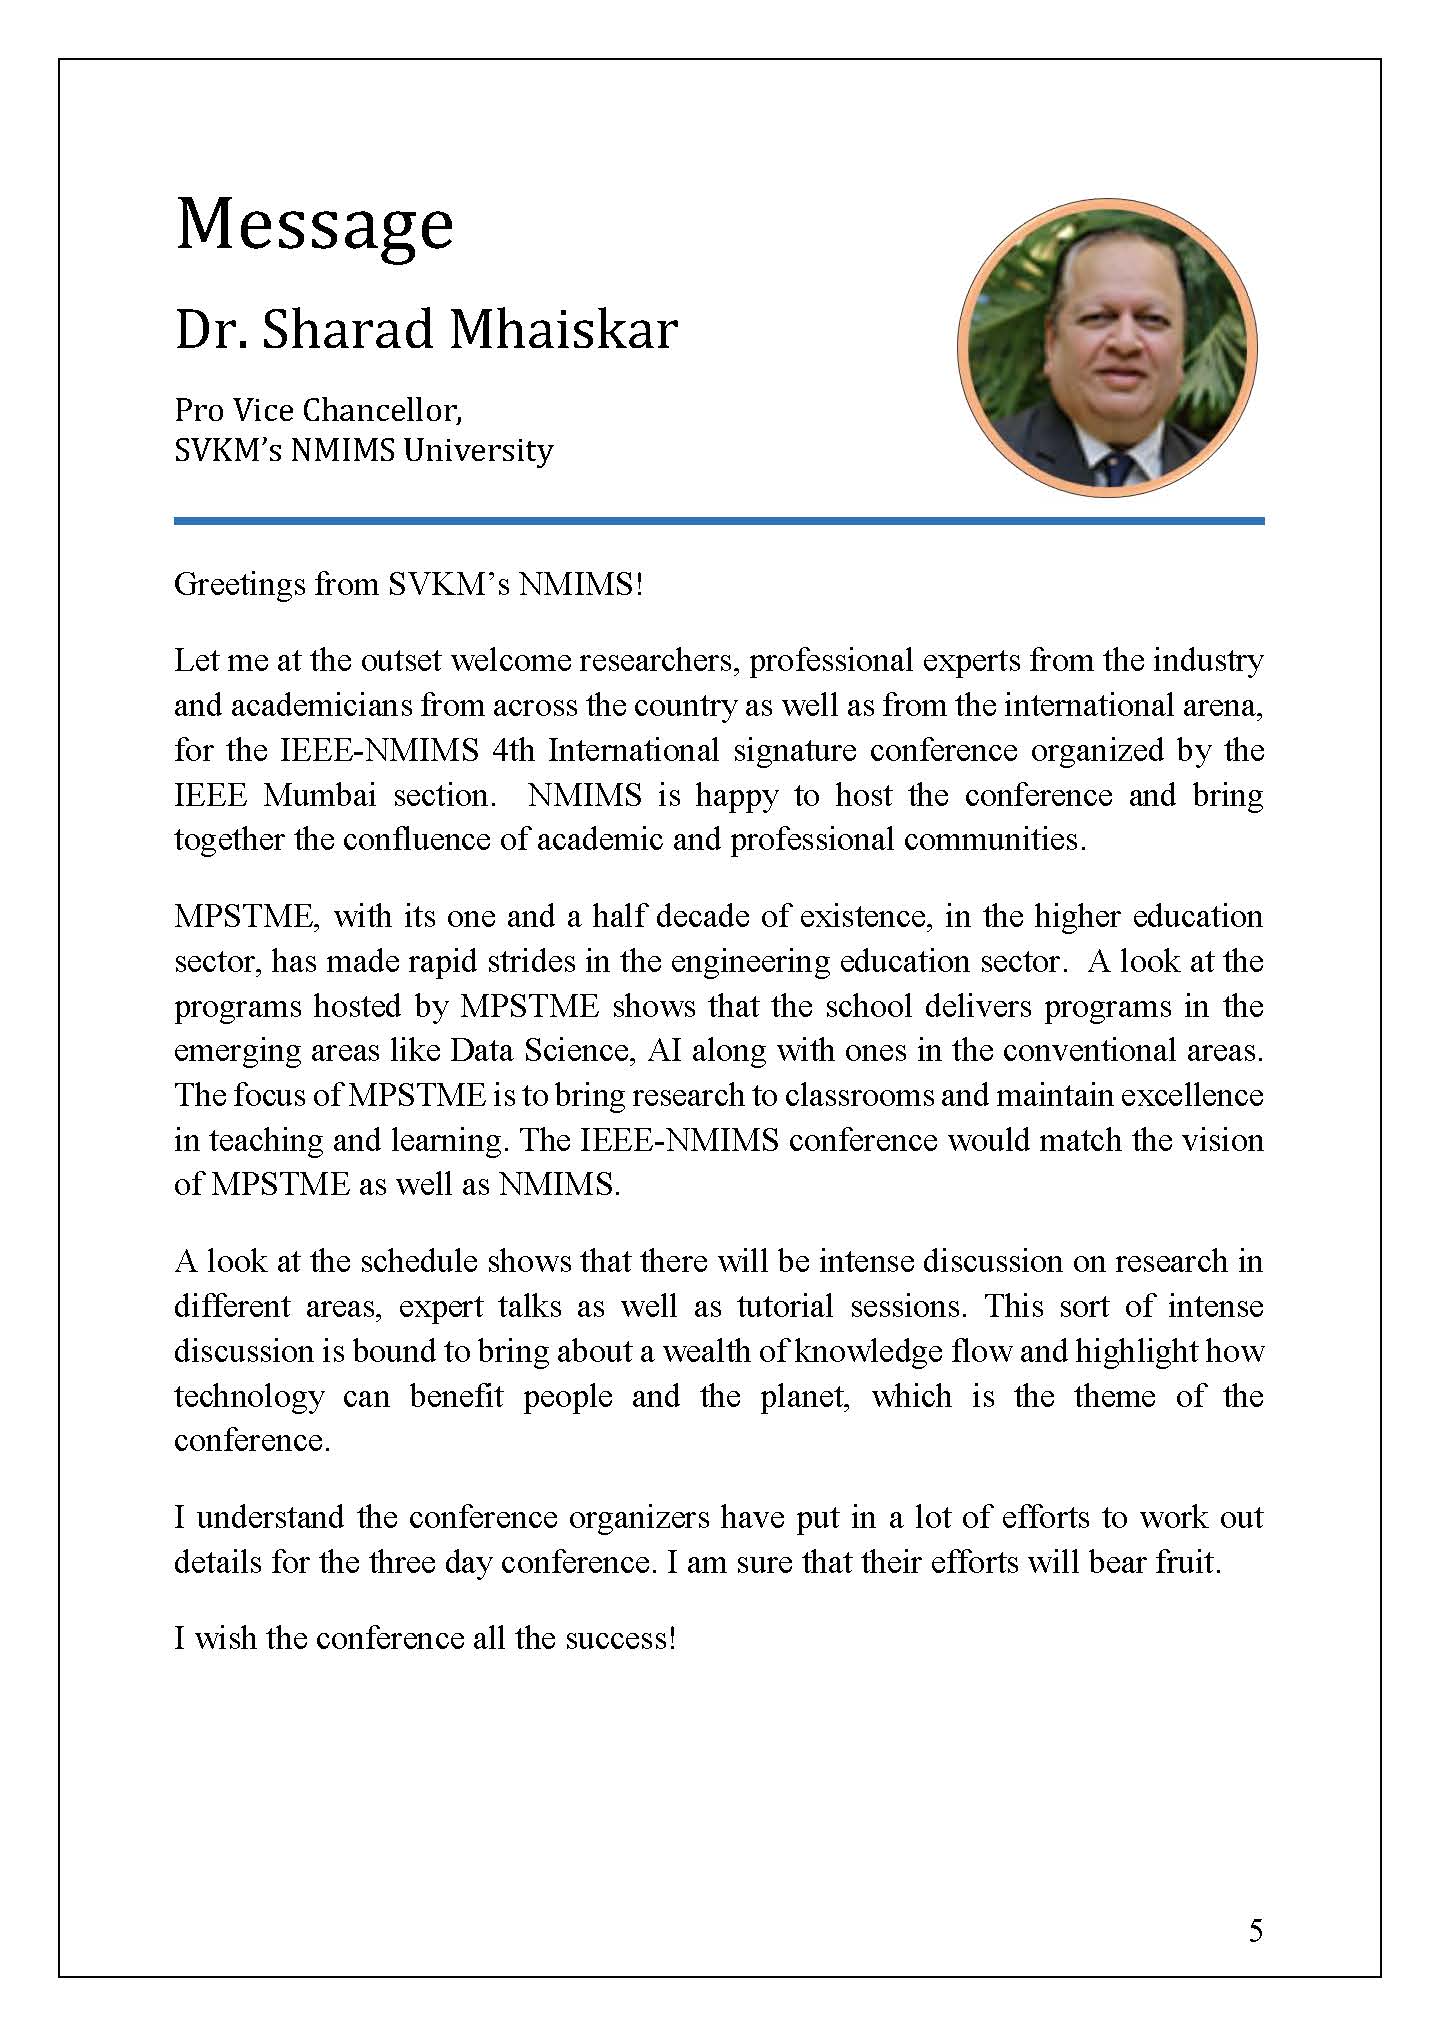 Message
Dr. Sharad Mhaiskar
Pro Vice Chancellor,
SVKM’s NMIMS University
Greetings from SVKM’s NMIMS!
Let me at the outset welcome researchers, professional experts from the industry
and academicians from across the country as well as from the international arena,
for the IEEE-NMIMS 4th International signature conference organized by the
IEEE Mumbai section.  NMIMS is happy to host the conference and bring
together the confluence of academic and professional communities.
MPSTME, with its one and a half decade of existence, in the higher education
sector, has made rapid strides in the engineering education sector.  A look at the
programs hosted by MPSTME shows that the school delivers programs in the
emerging areas like Data Science, AI along with ones in the conventional areas.
The focus of MPSTME is to bring research to classrooms and maintain excellence
in teaching and learning. The IEEE-NMIMS conference would match the vision
of MPSTME as well as NMIMS.
A look at the schedule shows that there will be intense discussion on research in
different areas, expert talks as well as tutorial sessions. This sort of intense
discussion is bound to bring about a wealth of knowledge flow and highlight how
technology can benefit people and the planet, which is the theme of the
conference.
I understand the conference organizers have put in a lot of efforts to work out
details for the three day conference. I am sure that their efforts will bear fruit.
I wish the conference all the success!
5